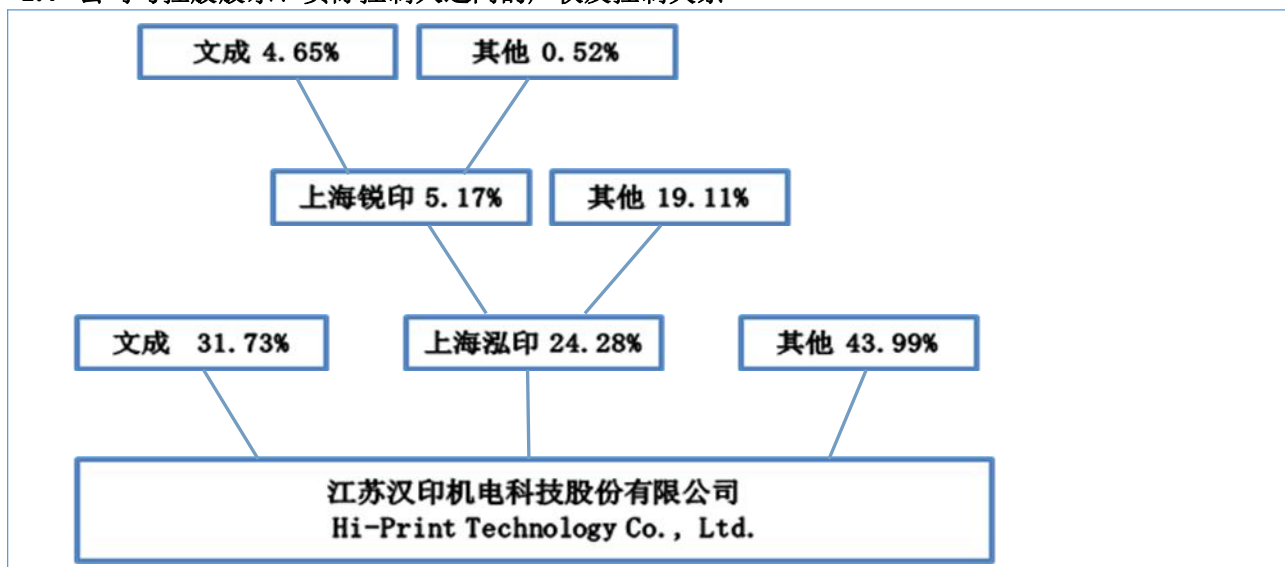 文成 4.65%
其他 0.52%
上海锐印 5.17%
其他 19.11%
文成 31.73%
上海泓印 24.28%
其他 43.99%
江苏汉印机电科技股份有限公司
Hi-Print Technology Co., Ltd.